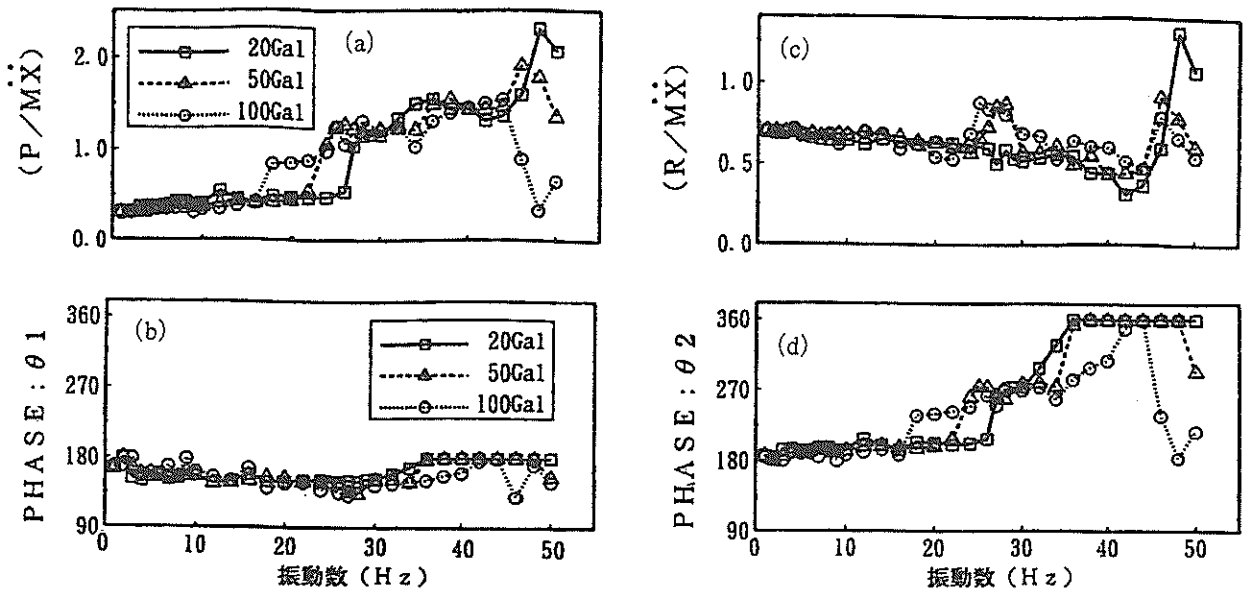 (P/MẌ)
2.0
1.0
0.0
(a)
20Gal
50Gal
100Gal
(R/MẌ)
1.0
0.5
0.0
(c)
PHASE:θ1
360
270
180
90
(b)
20Gal
50Gal
100Gal
0 10 20 30 40 50
振動数(Hz)
PHASE:θ2
360
270
180
90
(d)
0 10 20 30 40 50
振動数(Hz)